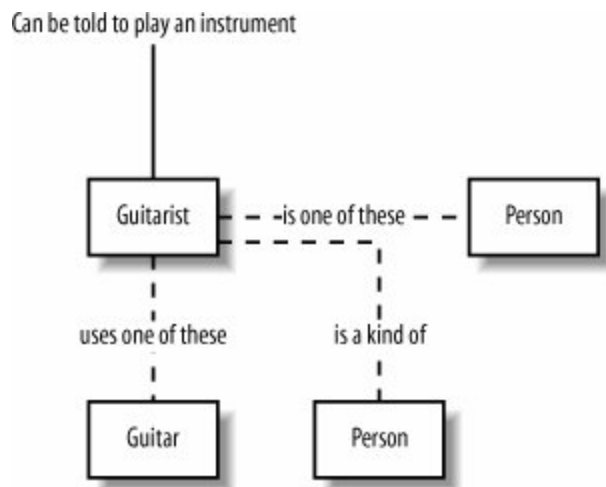 Can be told to play an instrument
Guitarist
is one of these
Person
uses one of these
is a kind of
Guitar
Person